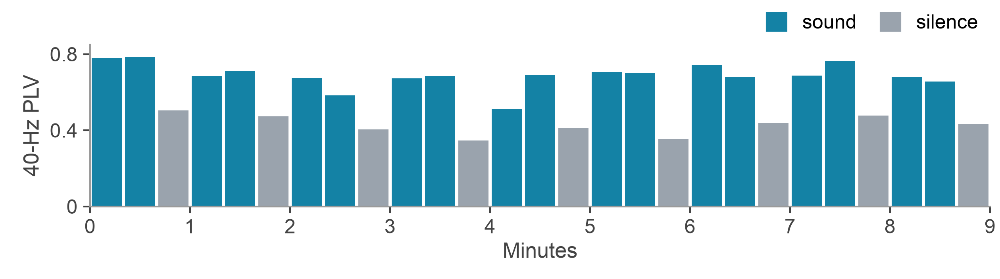 sound silence
40-Hz PLV
0.8
0.4
0
0 1 2 3 4 5 6 7 8 9
Minutes